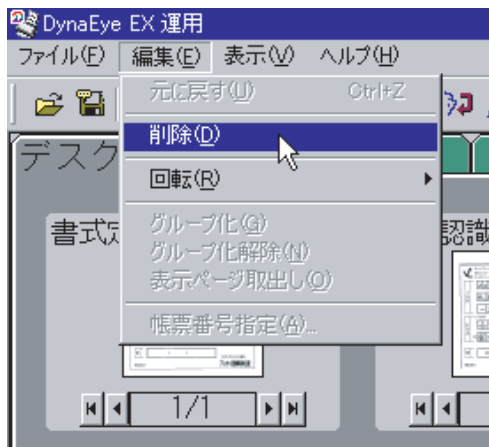 DynaEye EX 運用
ファイル(F) 編集(E) 表示(V) ヘルプ(H)
元に戻す(U) Ctrl+Z
削除(D)
デスク
回転(R)
グループ化(G)
書式定 認識
グループ化解除(N)
表示ページ取出し(O)
帳票番号指定(A)...
1/1